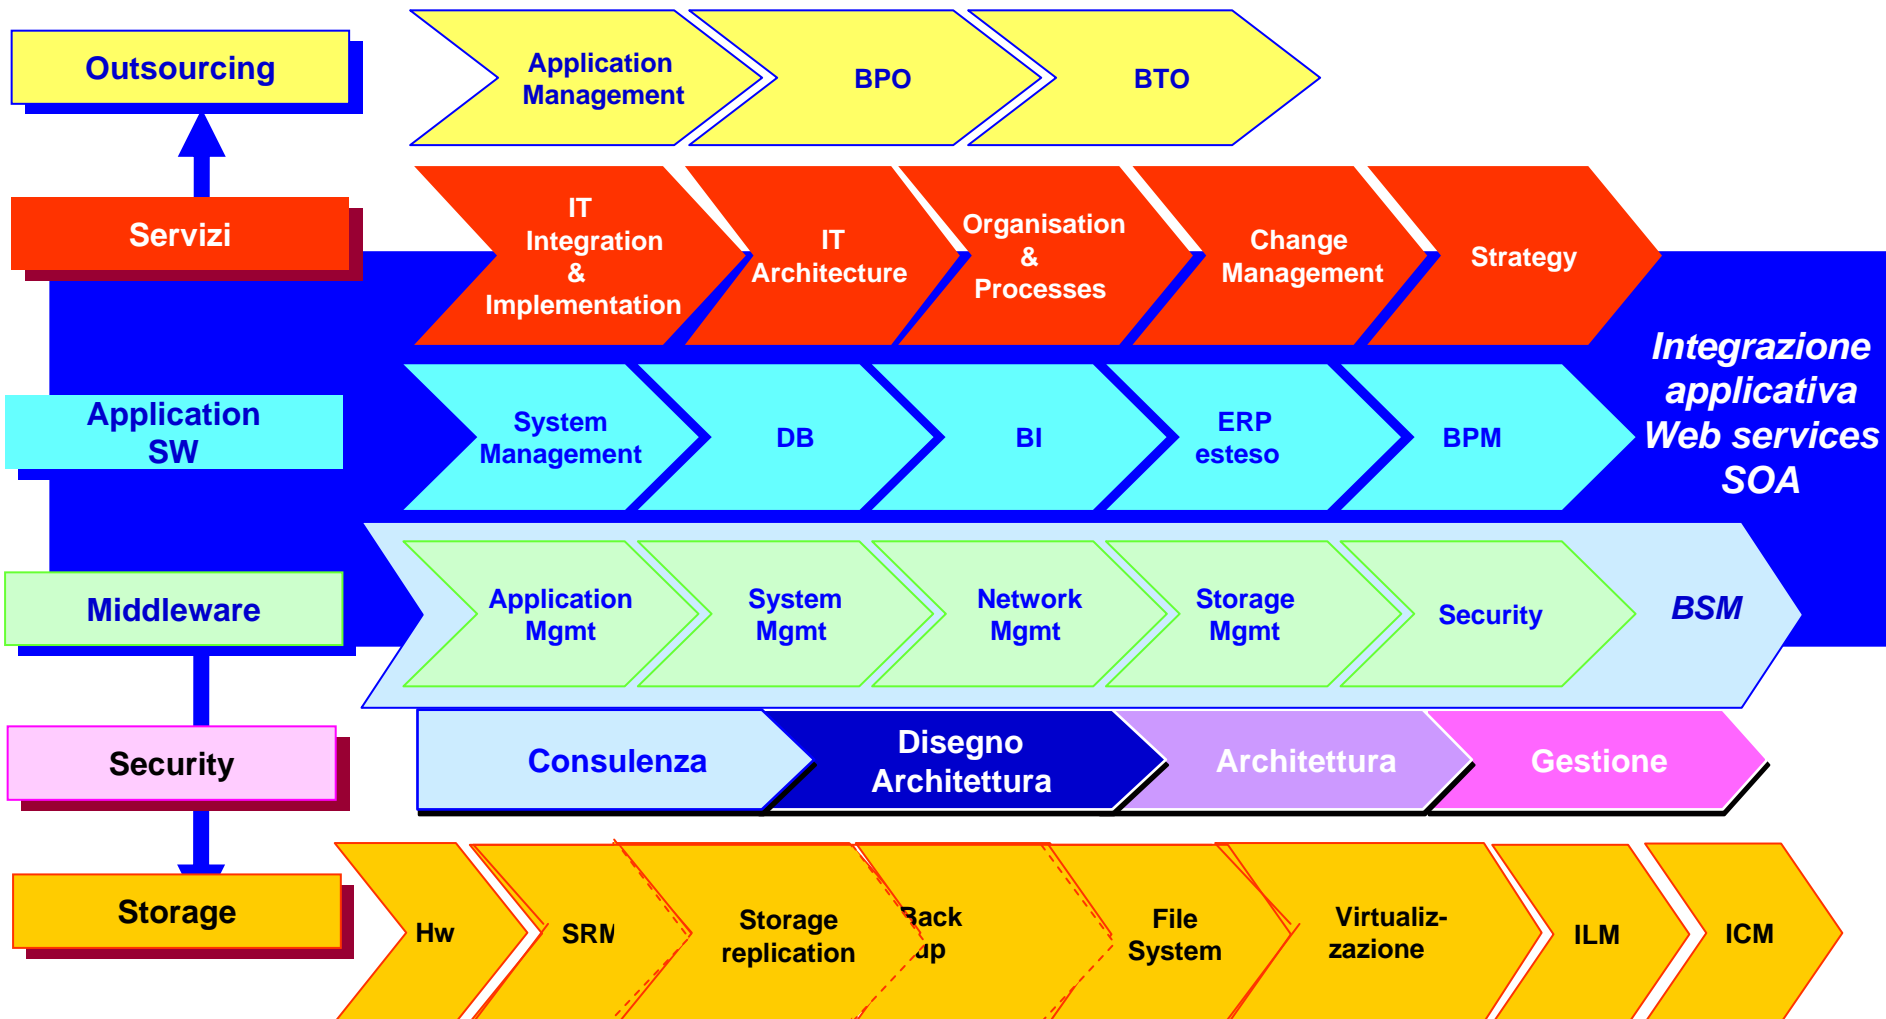 Outsourcing
Application
Management
BPO
BTO
Servizi
IT
Integration
&
Implementation
IT
Architecture
Organisation
&
Processes
Change
Management
Strategy
Integrazione
applicativa
Web services
SOA
Application
SW
System
Management
DB
BI
ERP
esteso
BPM
Middleware
Application
Mgmt
System
Mgmt
Network
Mgmt
Storage
Mgmt
Security
BSM
Security
Consulenza
Disegno
Architettura
Architettura
Gestione
Storage
Hw
SRM
Storage
replication
Back
up
File
System
Virtualiz-
zazione
ILM
ICM